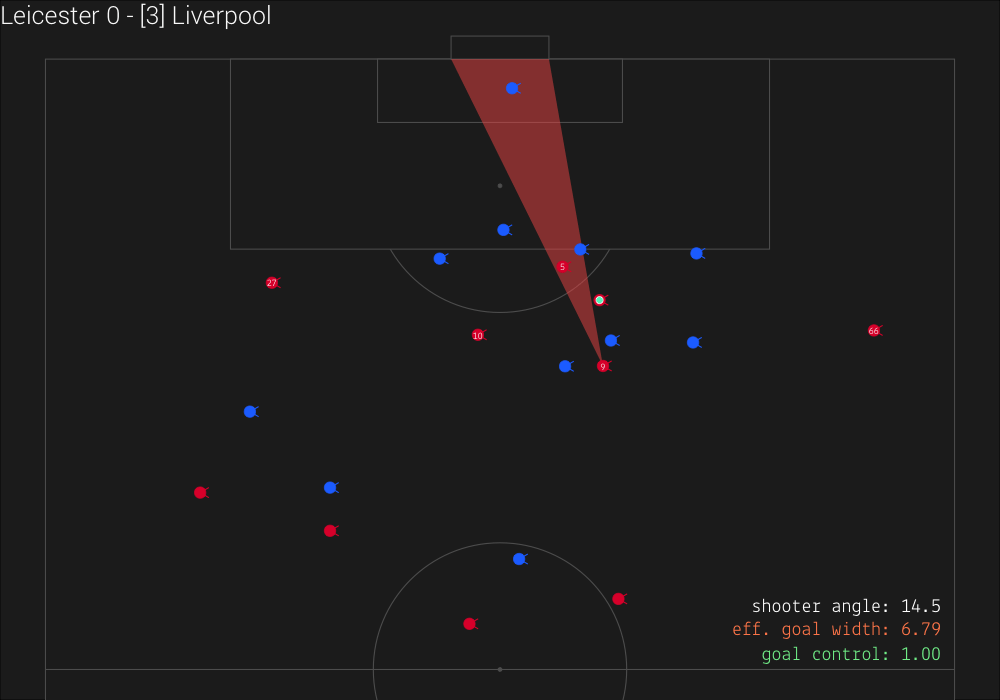 Leicester 0 - [3] Liverpool
5
27
66
10
9
shooter angle: 14.5
eff. goal width: 6.79
goal control: 1.00